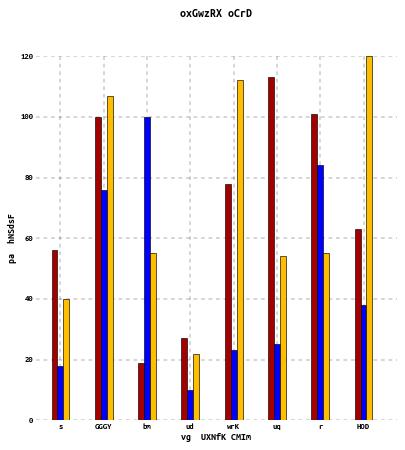 oxGwzRX oCrD
120
100
80
60
40
20
0
pa hNSdsF
s GGGY bm ud wrK uq r HOD
vg UXNfK CMIm